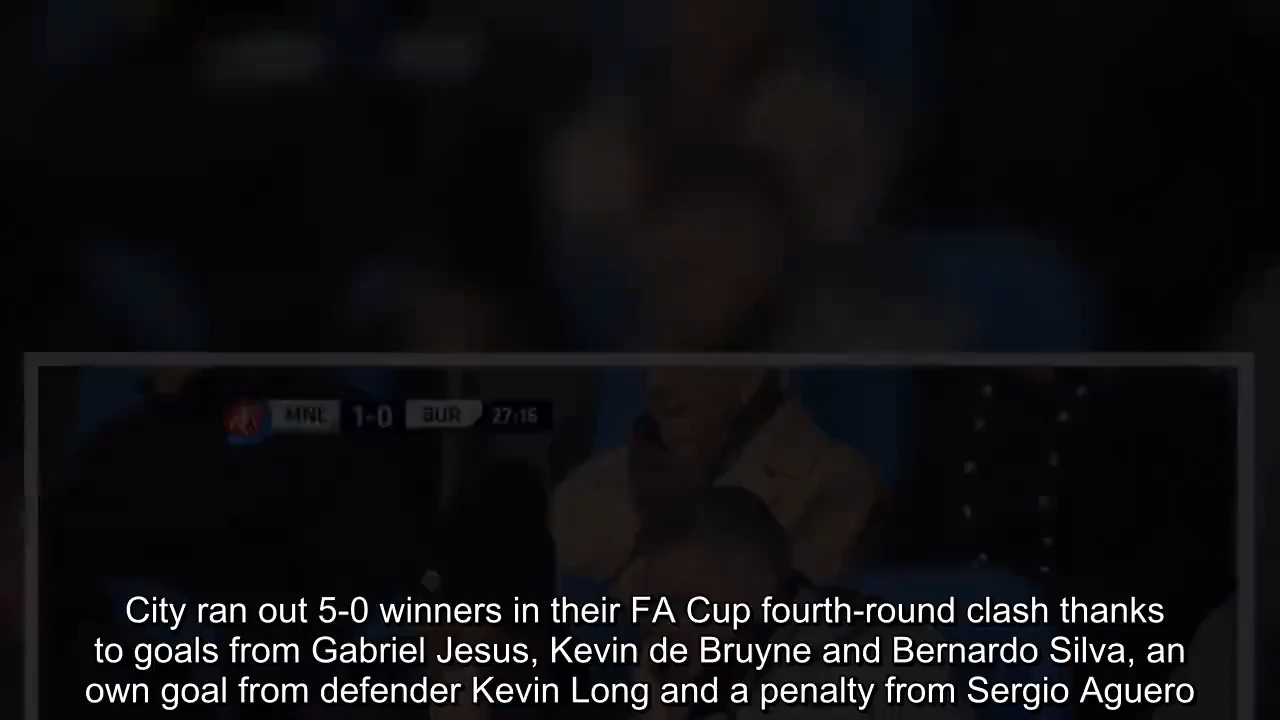 MNC 1-0 BUR 27:15
City ran out 5-0 winners in their FA Cup fourth-round clash thanks
to goals from Gabriel Jesus, Kevin de Bruyne and Bernardo Silva, an
own goal from defender Kevin Long and a penalty from Sergio Aguero